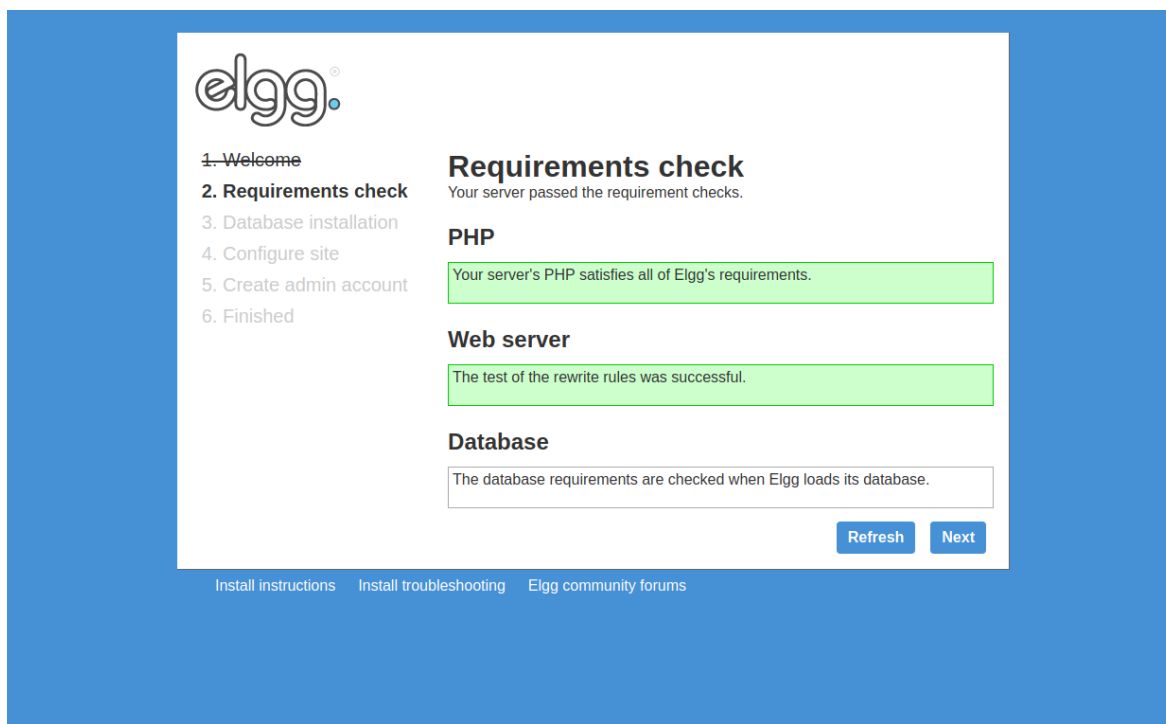 elgg.®
1. Welcome
2. Requirements check
3. Database installation
4. Configure site
5. Create admin account
6. Finished
Requirements check
Your server passed the requirement checks.
PHP
Your server's PHP satisfies all of Elgg's requirements.
Web server
The test of the rewrite rules was successful.
Database
The database requirements are checked when Elgg loads its database.
Refresh Next
Install instructions Install troubleshooting Elgg community forums